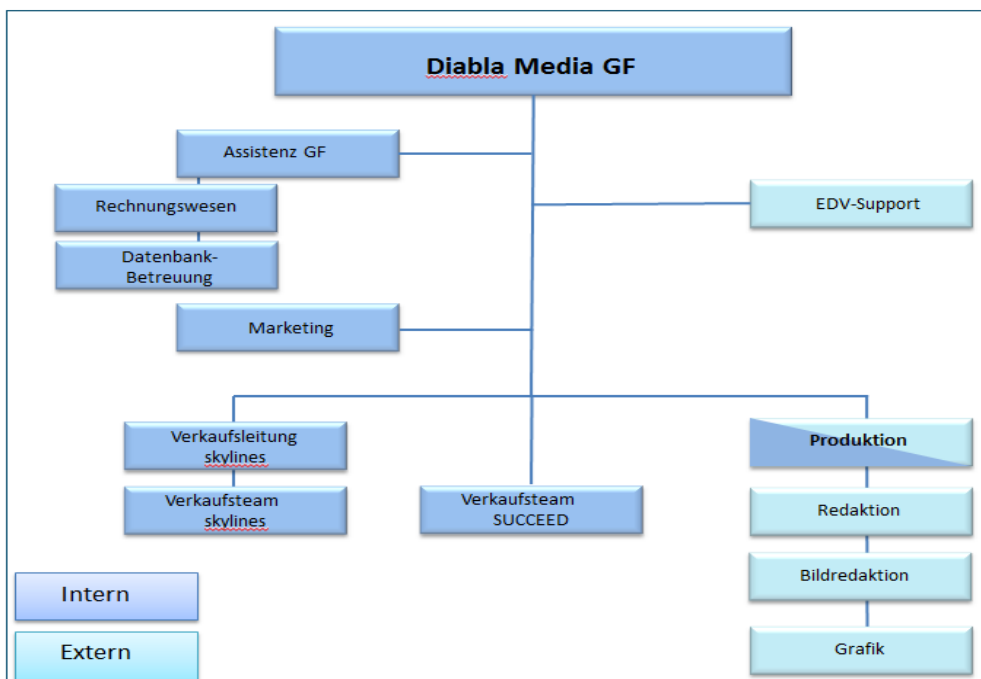 Diabla Media GF
Assistenz GF
Rechnungswesen
EDV-Support
Datenbank-
Betreuung
Marketing
Verkaufsleitung
skylines
Verkaufsteam
skylines
Verkaufsteam
SUCCEED
Produktion
Redaktion
Bildredaktion
Grafik
Intern
Extern